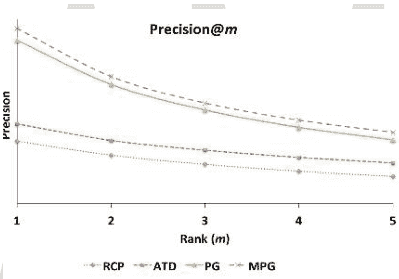 Precision@m
Precision
1 2 3 4 5
Rank (m)
RCP ATD PG MPG